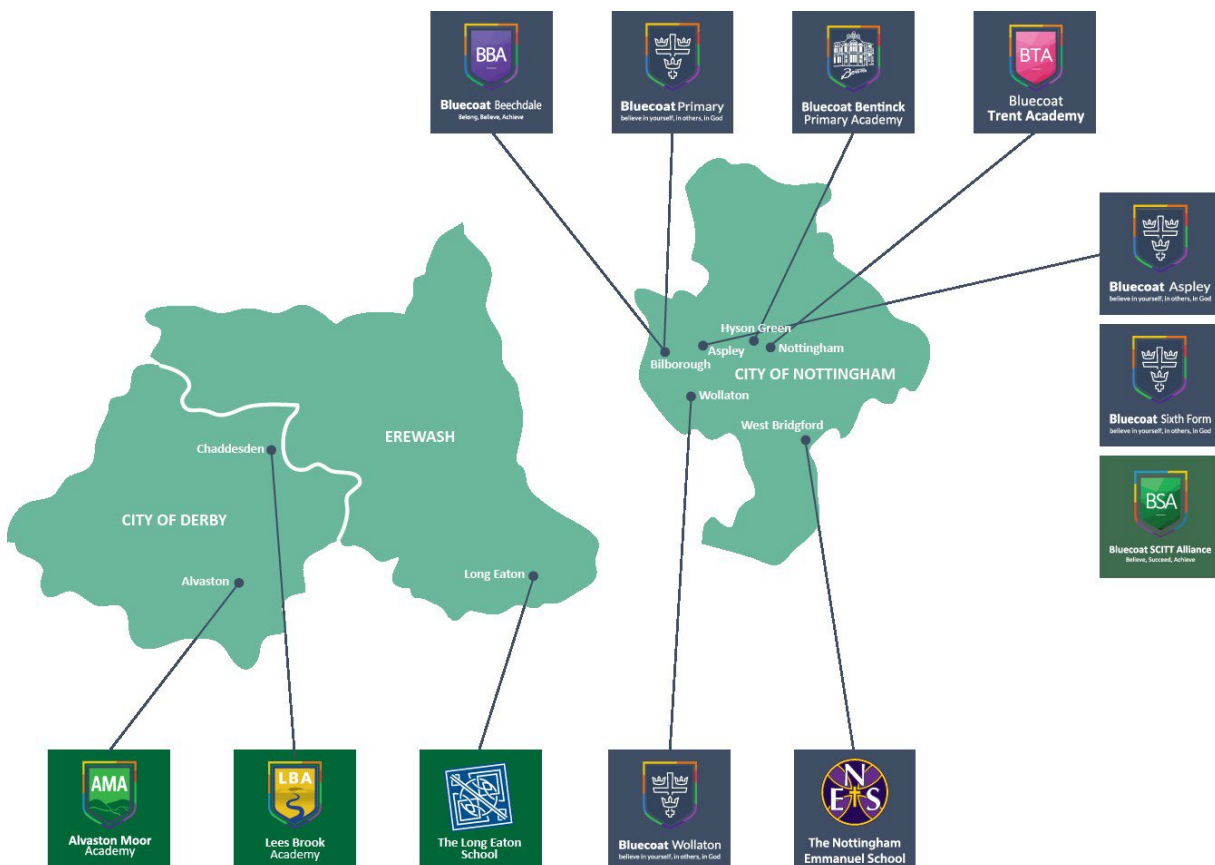 BBA
Bluecoat Beechdale
Belong, Believe, Achieve
Bluecoat Primary
believe in yourself, in others, in God
Bluecoat Bentinck
Primary Academy
BTA
Bluecoat
Trent Academy
Bluecoat Aspley
believe in yourself, in others, in God
Bluecoat Sixth Form
believe in yourself, in others, in God
BSA
Bluecoat SCITT Alliance
Believe, Succeed, Achieve
Hyson Green
Bilborough
Aspley
Nottingham
CITY OF NOTTINGHAM
Wollaton
West Bridgford
EREWASH
Chaddesden
CITY OF DERBY
Alvaston
Long Eaton
AMA
Alvaston Moor
Academy
LBA
Lees Brook
Academy
The Long Eaton
School
Bluecoat Wollaton
believe in yourself, in others, in God
N
E S
The Nottingham
Emmanuel School